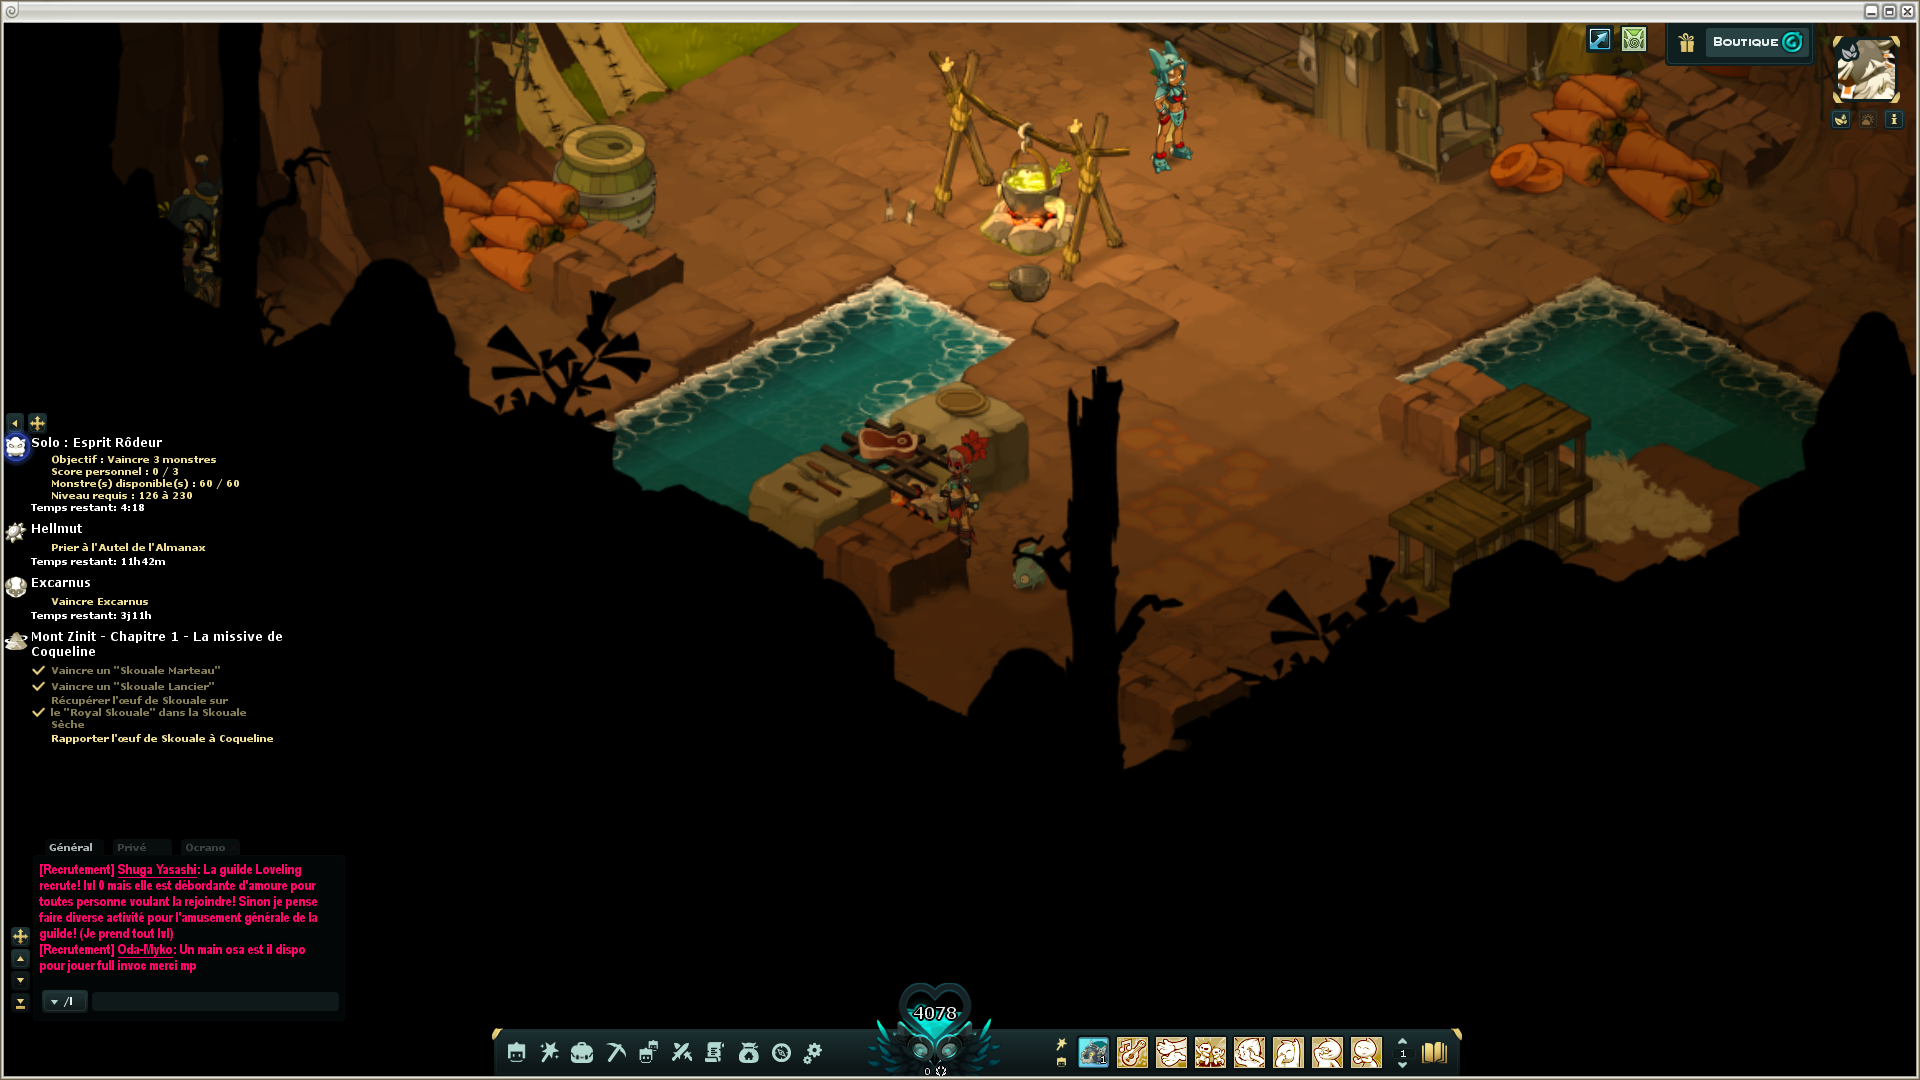 BOUTIQUE
Solo : Esprit Rôdeur
Objectif : Vaincre 3 monstres
Score personnel : 0 / 3
Monstre(s) disponible(s) : 60 / 60
Niveau requis : 126 à 230
Temps restant: 4:18
Hellmut
Prier à l'Autel de l'Almanax
Temps restant: 11h42m
Excarnus
Vaincre Excarnus
Temps restant: 3j11h
Mont Zinit - Chapitre 1 - La missive de
Coqueline
Vaincre un "Skouale Marteau"
Vaincre un "Skouale Lancier"
Récupérer l'œuf de Skouale sur
le "Royal Skouale" dans la Skouale
Sèche
Rapporter l'œuf de Skouale à Coqueline
Général Privé Ocrano
[Recrutement] Shuga Yasashi: La guilde Loveling
recrute! lvl 0 mais elle est débordante d'amoure pour
toutes personne voulant la rejoindre! Sinon je pense
faire diverse activité pour l'amusement générale de la
guilde! (Je prend tout lvl)
[Recrutement] Oda-Myko: Un main osa est il dispo
pour jouer full invoc merci mp
/l
4078
0
1
1